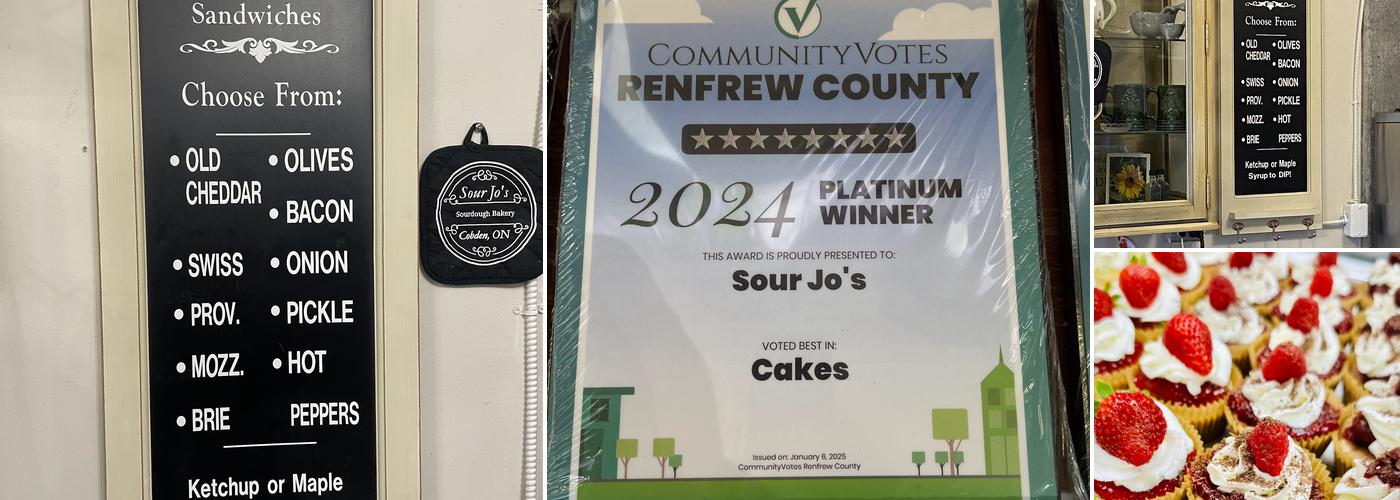 Sandwiches
Choose From:
• OLD CHEDDAR
• SWISS
• PROV.
• MOZZ.
• BRIE
• OLIVES
• BACON
• ONION
• PICKLE
• HOT PEPPERS
Ketchup or Maple
Sour Jo's
Sourdough Bakery
Cobden, ON
COMMUNITYVOTES
RENFREW COUNTY
2024 PLATINUM WINNER
THIS AWARD IS PROUDLY PRESENTED TO:
Sour Jo's
VOTED BEST IN:
Cakes
Issued on: January 6, 2025
CommunityVotes Renfrew County
Choose From:
• OLD CHEDDAR
• SWISS
• PROV.
• MOZZ.
• BRIE
• OLIVES
• BACON
• ONION
• PICKLE
• HOT PEPPERS
Ketchup or Maple
Syrup to DIP!